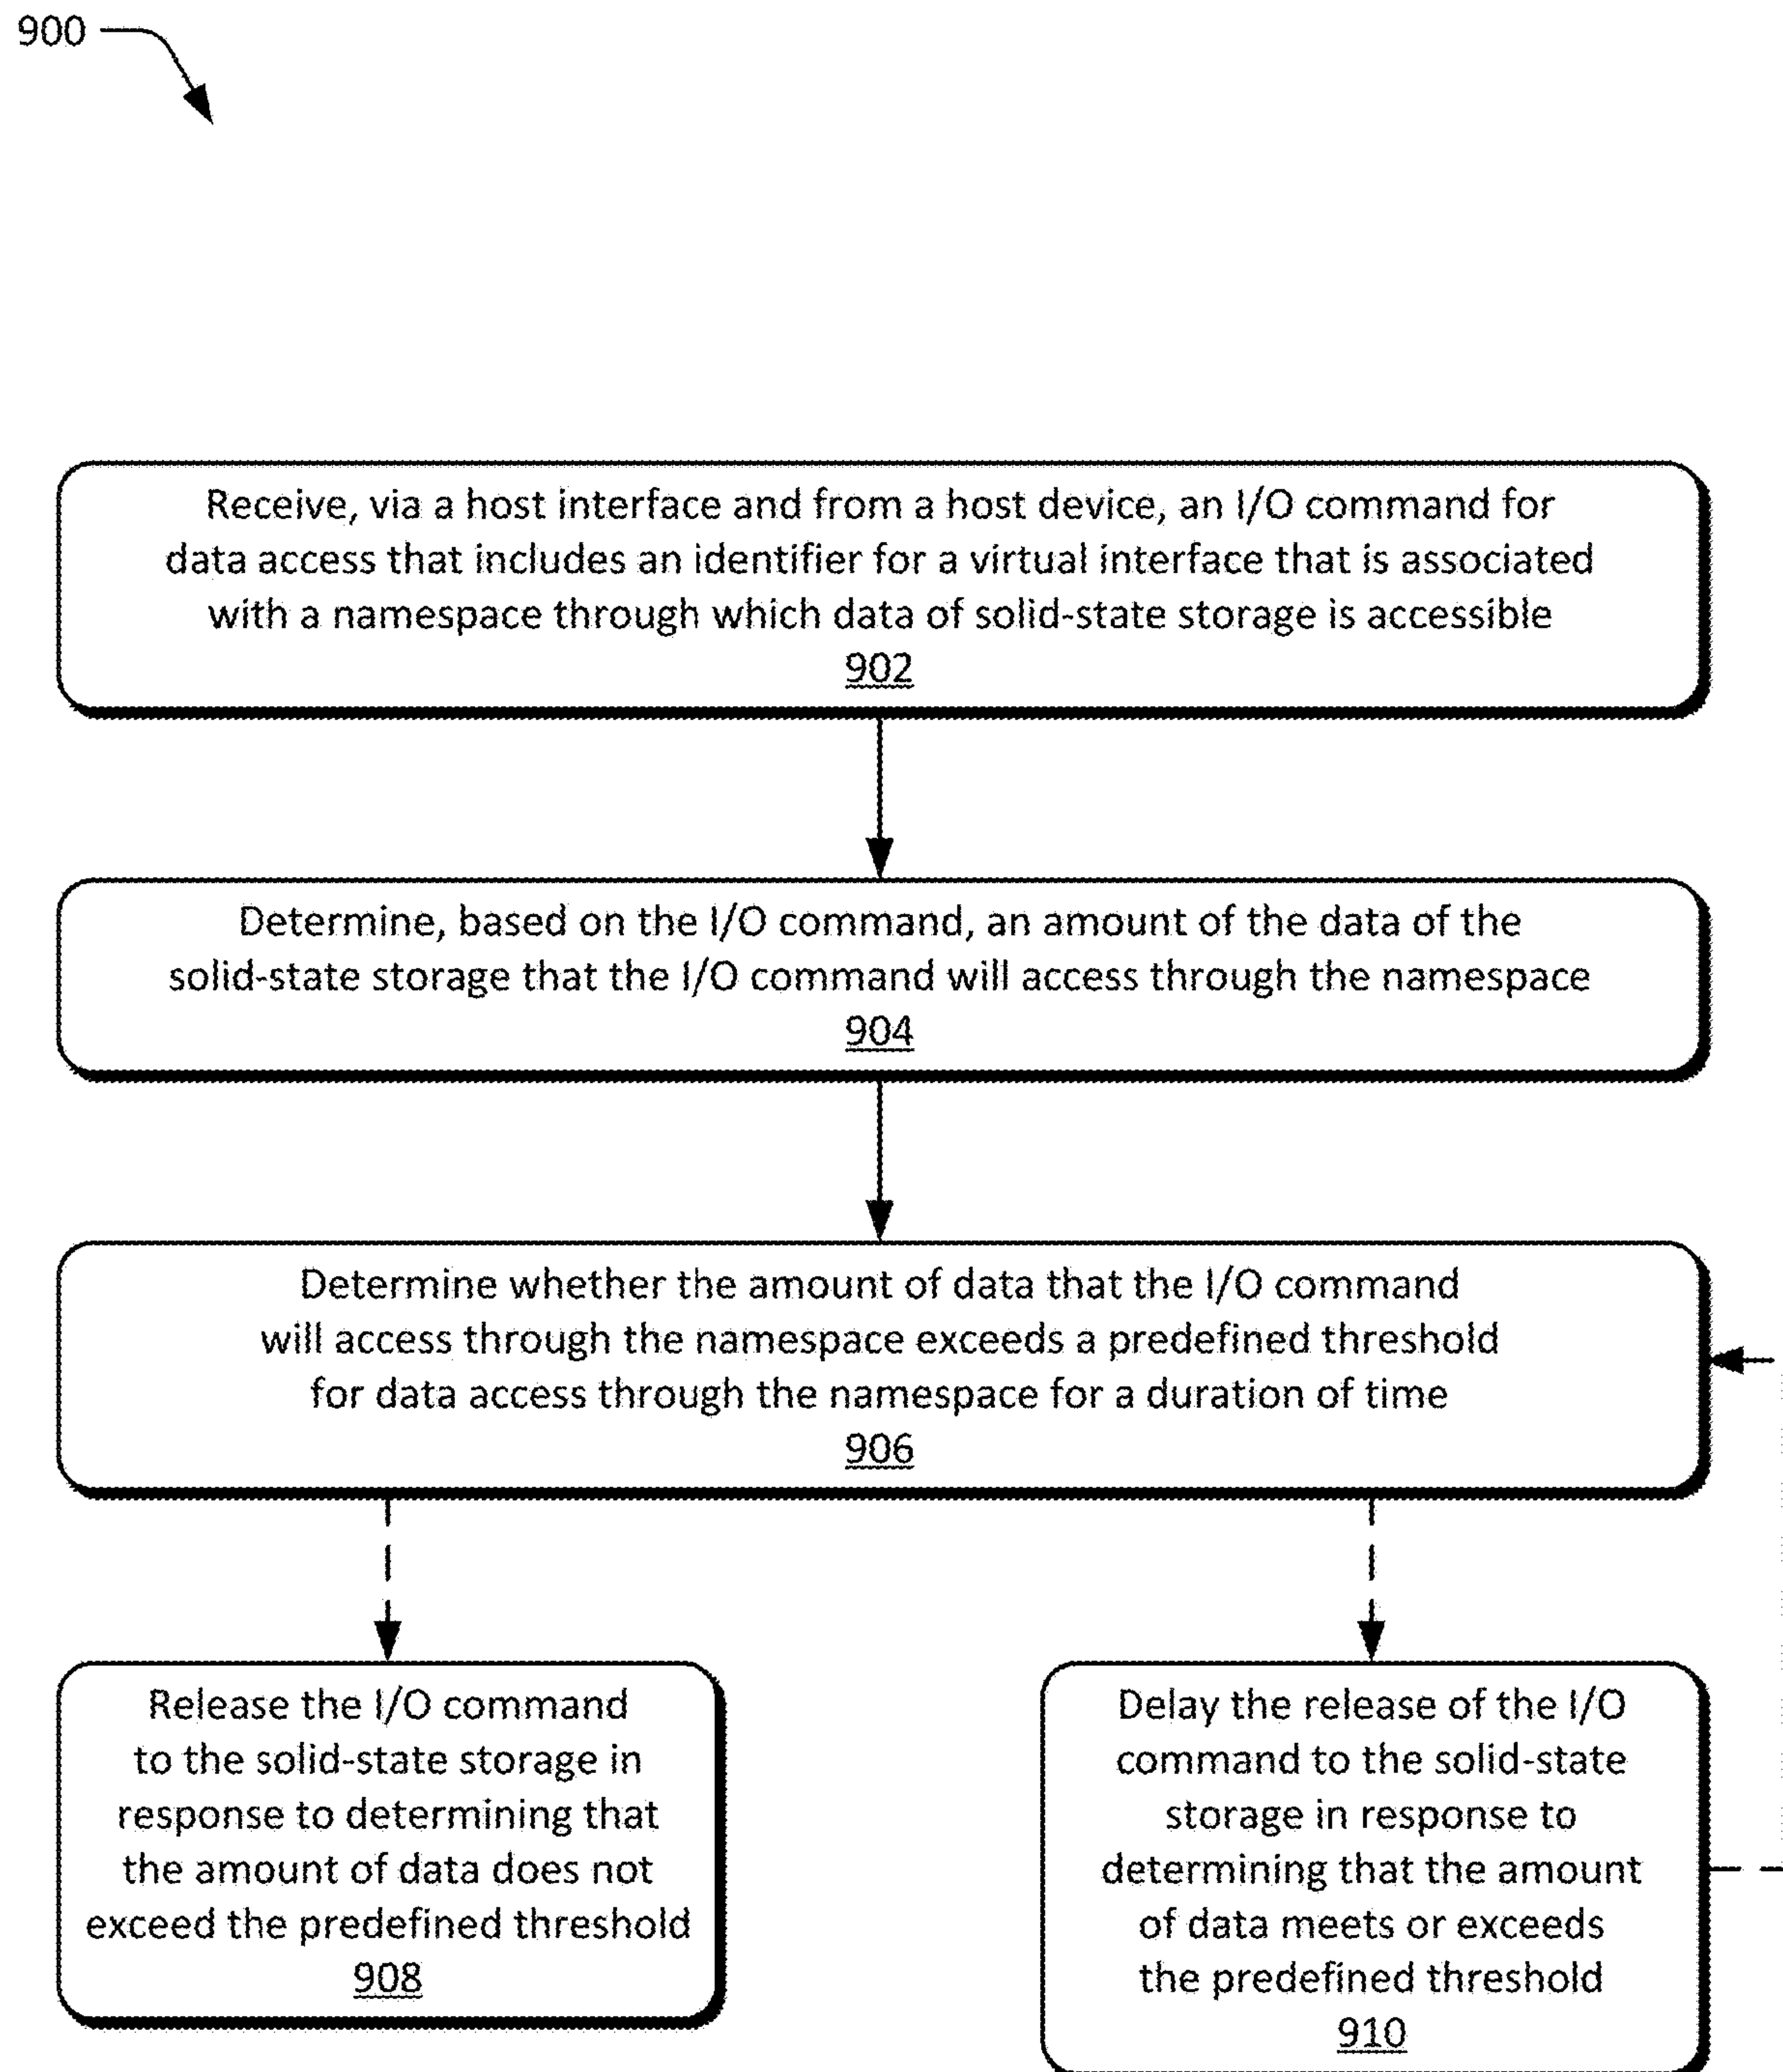 900
Receive, via a host interface and from a host device, an I/O command for
data access that includes an identifier for a virtual interface that is associated
with a namespace through which data of solid-state storage is accessible
902
Determine, based on the I/O command, an amount of the data of the
solid-state storage that the I/O command will access through the namespace
904
Determine whether the amount of data that the I/O command
will access through the namespace exceeds a predefined threshold
for data access through the namespace for a duration of time
906
Release the I/O command
to the solid-state storage in
response to determining that
the amount of data does not
exceed the predefined threshold
908
Delay the release of the I/O
command to the solid-state
storage in response to
determining that the amount
of data meets or exceeds
the predefined threshold
910